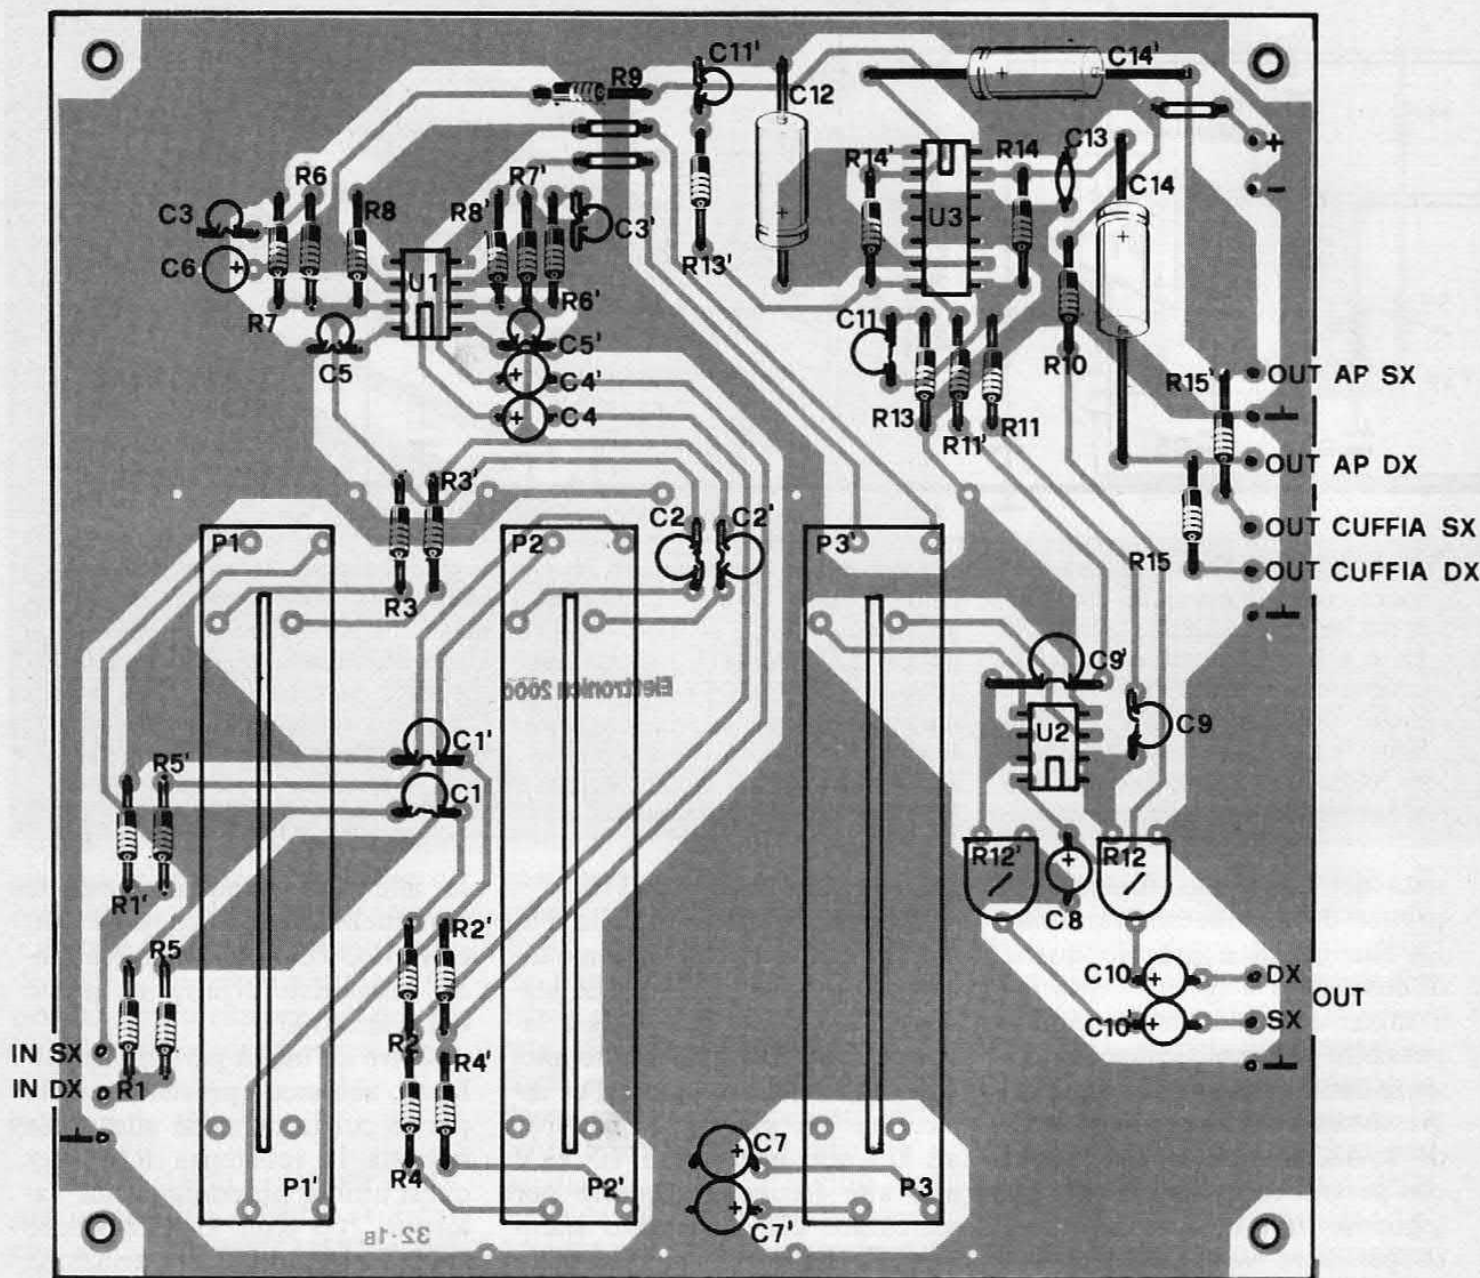 C11'
C14'
R9
C12
+
C13
R14'
R14
R6
R7'
C14
-
C3
R8
R8'
C3'
U3
C6
R13'
U1
R7
R6'
C11
C5'
C5
C4'
R10
R15'
OUT AP SX
C4
R13
R11
R11'
OUT AP DX
R3'
C2
C2'
OUT CUFFIA SX
P1
P2
P3'
R15
OUT CUFFIA DX
R3
C9'
Elettronica 2000
C9
U2
C1'
R5'
C1
R12'
R12
R1'
C8
R2'
R5
C10
DX
OUT
C10'
SX
IN SX
R2
R4'
IN DX
R1
C7
R4
P1'
P2'
P3
C7'
32-1B